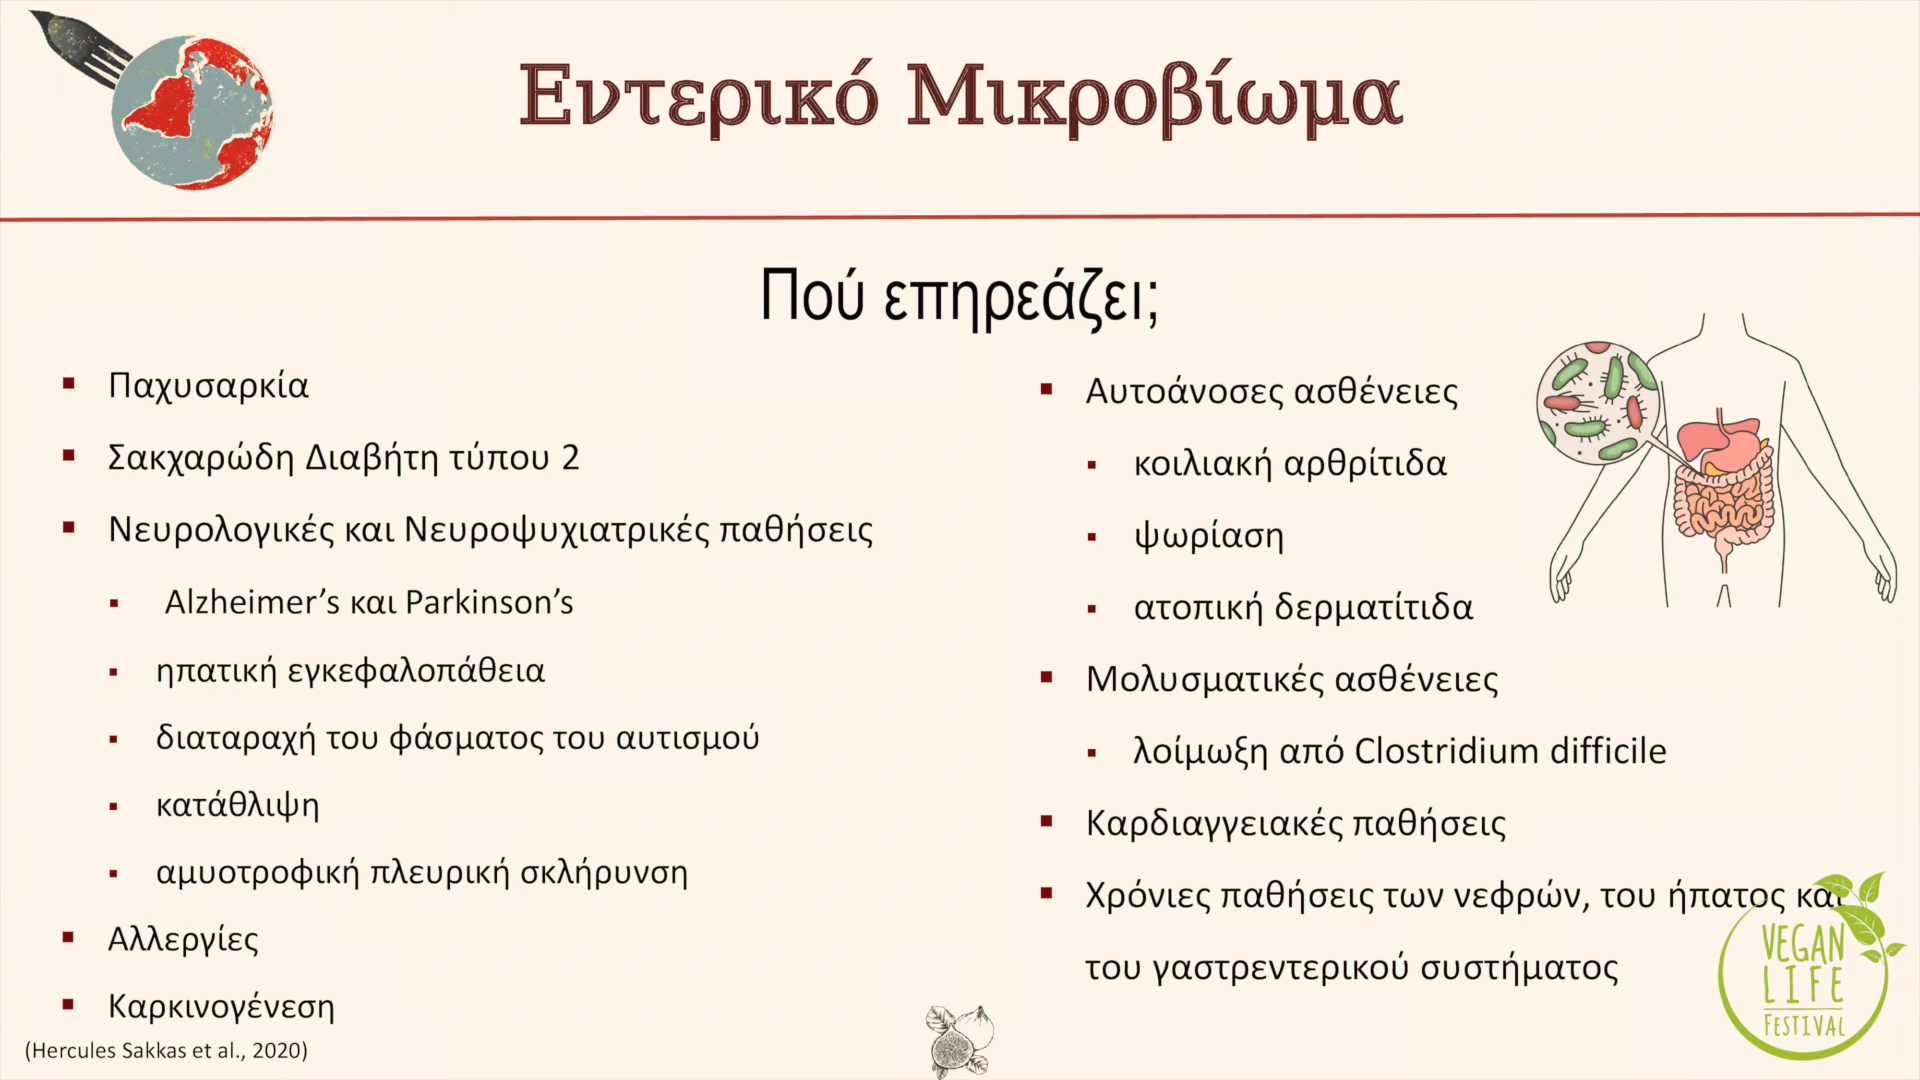 Εντερικό Μικροβίωμα
Πού επηρεάζει;
▪ Παχυσαρκία
▪ Σακχαρώδη Διαβήτη τύπου 2
▪ Νευρολογικές και Νευροψυχιατρικές παθήσεις
▪ Alzheimer’s και Parkinson’s
▪ ηπατική εγκεφαλοπάθεια
▪ διαταραχή του φάσματος του αυτισμού
▪ κατάθλιψη
▪ αμυοτροφική πλευρική σκλήρυνση
▪ Αλλεργίες
▪ Καρκινογένεση
(Hercules Sakkas et al., 2020)
▪ Αυτοάνοσες ασθένειες
▪ κοιλιακή αρθρίτιδα
▪ ψωρίαση
▪ ατοπική δερματίτιδα
▪ Μολυσματικές ασθένειες
▪ λοίμωξη από Clostridium difficile
▪ Καρδιαγγειακές παθήσεις
▪ Χρόνιες παθήσεις των νεφρών, του ήπατος και
του γαστρεντερικού συστήματος
VEGAN
LIFE
FESTIVAL